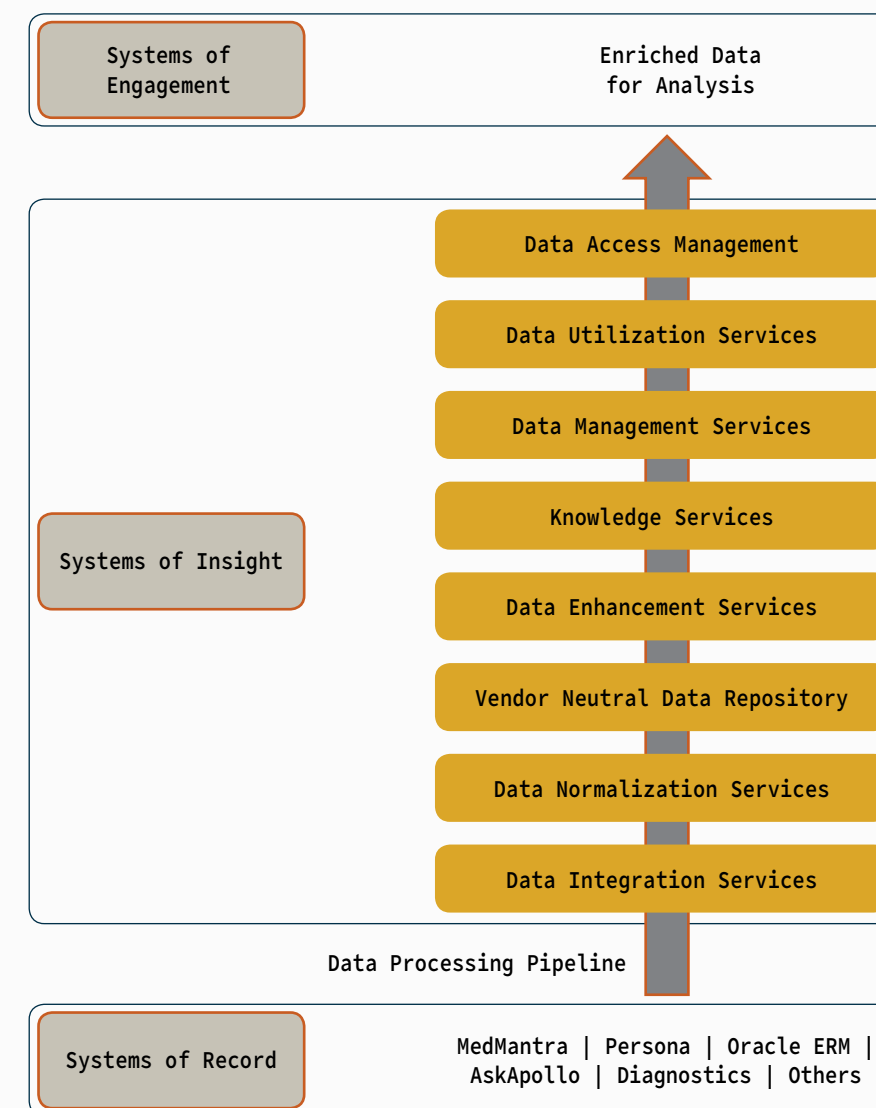 Systems of
Engagement
Enriched Data
for Analysis
Data Access Management
Data Utilization Services
Data Management Services
Knowledge Services
Systems of Insight
Data Enhancement Services
Vendor Neutral Data Repository
Data Normalization Services
Data Integration Services
Data Processing Pipeline
Systems of Record
MedMantra | Persona | Oracle ERM |
AskApollo | Diagnostics | Others